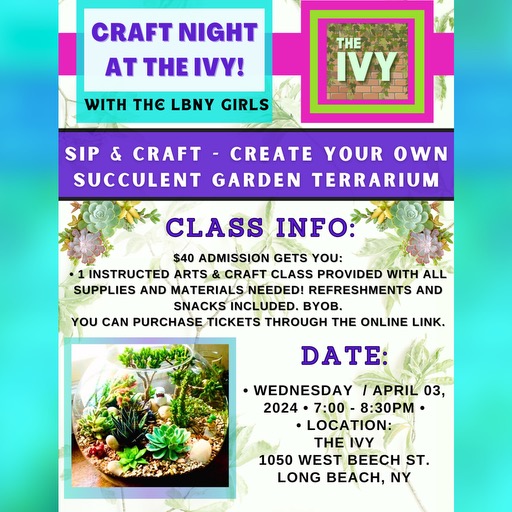 CRAFT NIGHT
AT THE IVY!
WITH THE LBNY GIRLS
THE
IVY
SIP & CRAFT - CREATE YOUR OWN
SUCCULENT GARDEN TERRARIUM
CLASS INFO:
$40 ADMISSION GETS YOU:
• 1 INSTRUCTED ARTS & CRAFT CLASS PROVIDED WITH ALL
SUPPLIES AND MATERIALS NEEDED! REFRESHMENTS AND
SNACKS INCLUDED. BYOB.
YOU CAN PURCHASE TICKETS THROUGH THE ONLINE LINK.
DATE:
• WEDNESDAY / APRIL 03,
2024 • 7:00 - 8:30PM •
• LOCATION:
THE IVY
1050 WEST BEECH ST.
LONG BEACH, NY